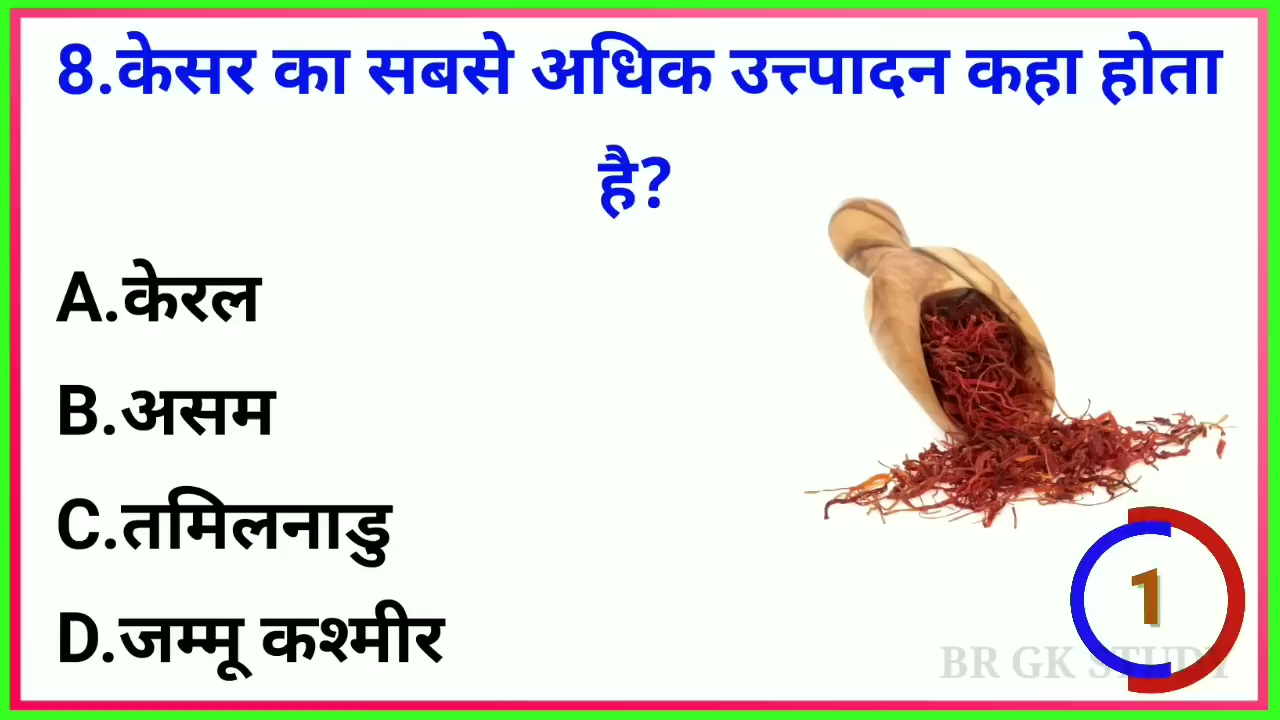 8.केसर का सबसे अधिक उत्त्पादन कहा होता
है?
A.केरल
B.असम
C.तमिलनाडु
D.जम्मू कश्मीर
1
BR GK STUDY